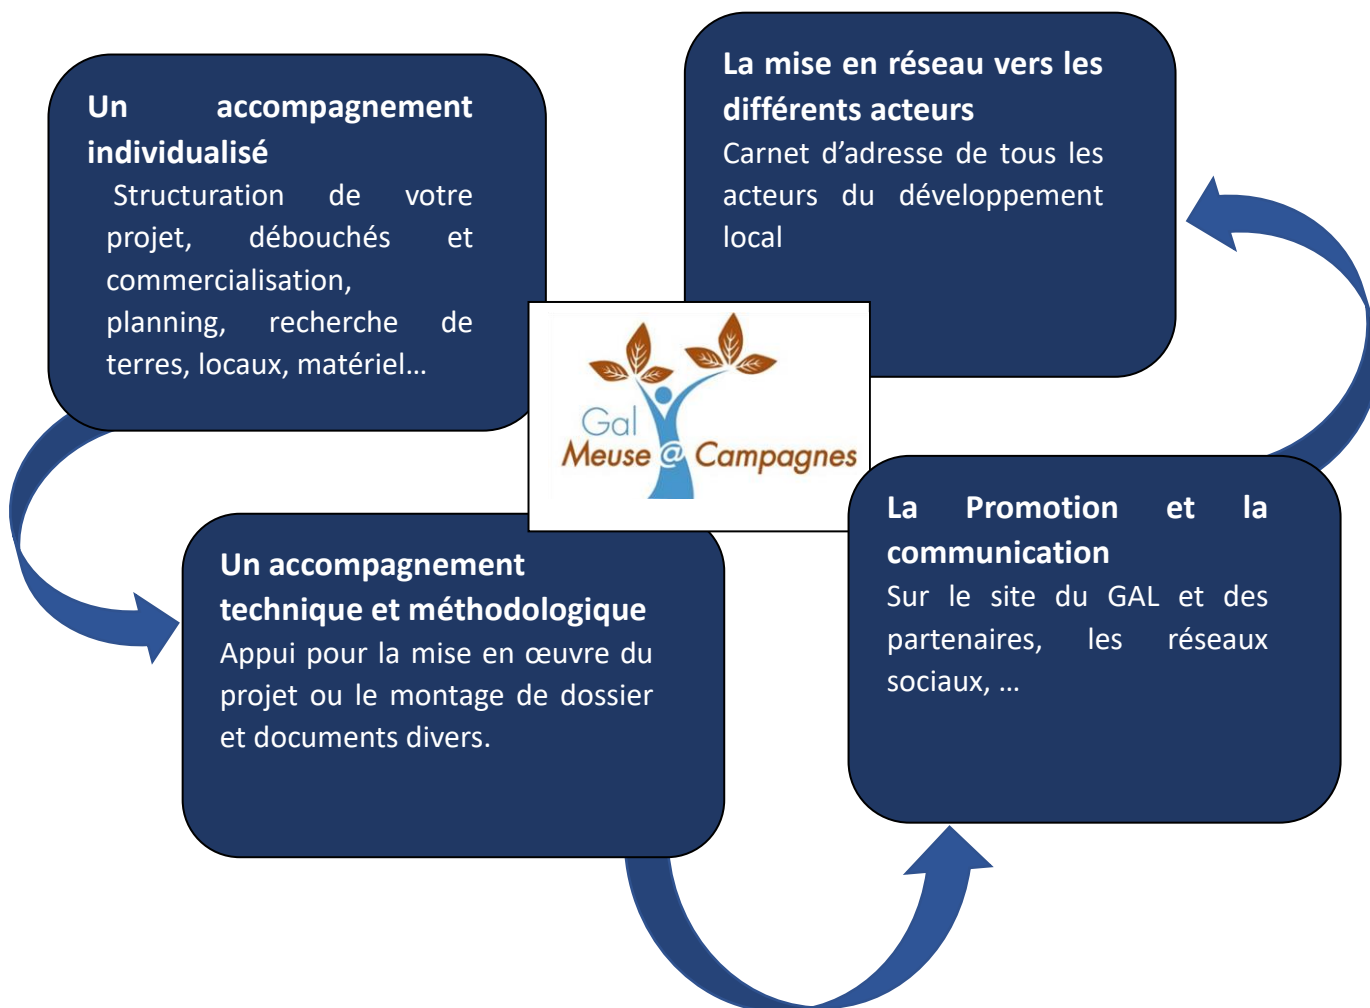 Un accompagnement
individualisé
Structuration de votre
projet, débouchés et
commercialisation,
planning, recherche de
terres, locaux, matériel…
Un accompagnement
technique et méthodologique
Appui pour la mise en œuvre du
projet ou le montage de dossier
et documents divers.
La Promotion et la
communication
Sur le site du GAL et des
partenaires, les réseaux
sociaux, …
La mise en réseau vers les
différents acteurs
Carnet d’adresse de tous les
acteurs du développement
local
Gal
Meuse @ Campagnes